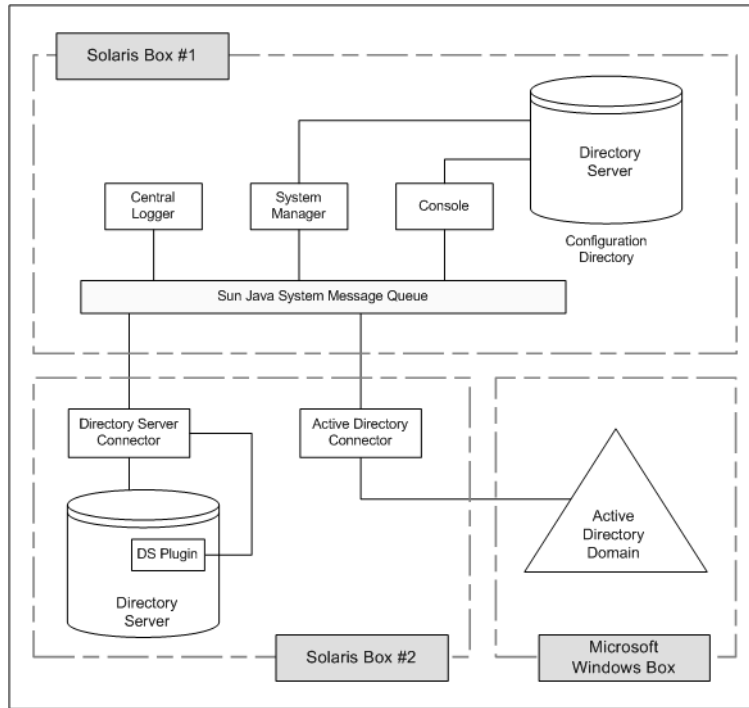 Solaris Box #1
Directory
Server
Central
Logger
System
Manager
Console
Configuration
Directory
Sun Java System Message Queue
Directory Server
Connector
Active Directory
Connector
DS Plugin
Directory
Server
Active
Directory
Domain
Solaris Box #2
Microsoft
Windows Box